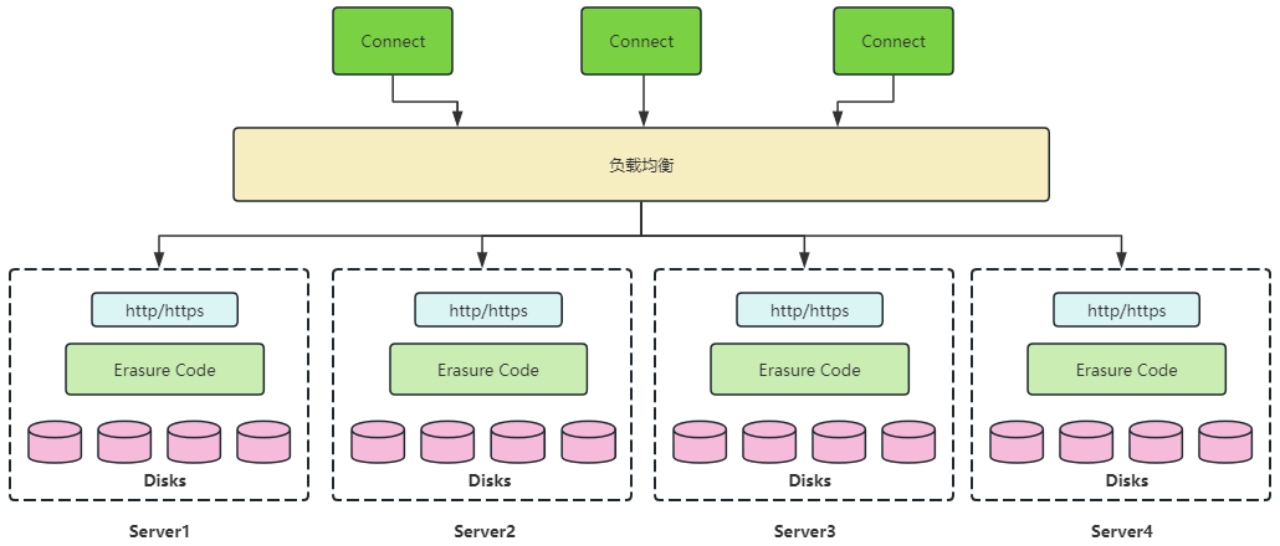 Connect
Connect
Connect
负载均衡
http/https
http/https
http/https
http/https
Erasure Code
Erasure Code
Erasure Code
Erasure Code
Disks
Disks
Disks
Disks
Server1
Server2
Server3
Server4